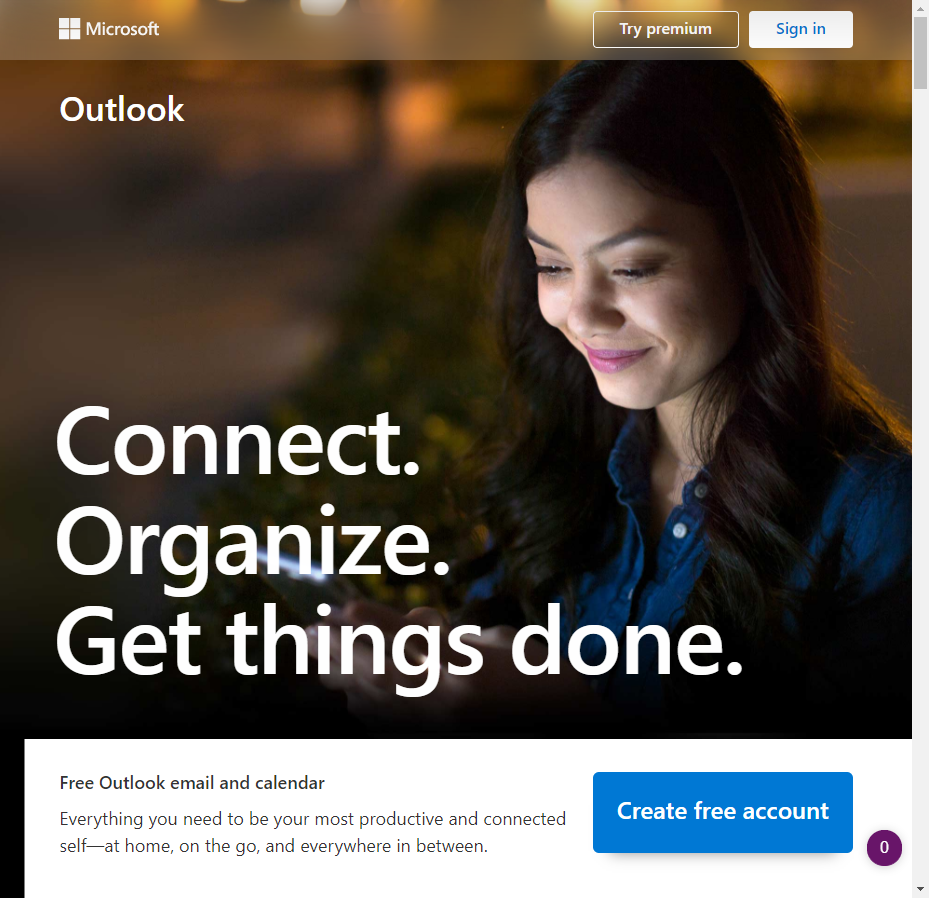 Microsoft
Try premium
Sign in
Outlook
Connect.
Organize.
Get things done.
Free Outlook email and calendar
Everything you need to be your most productive and connected
self—at home, on the go, and everywhere in between.
Create free account
0